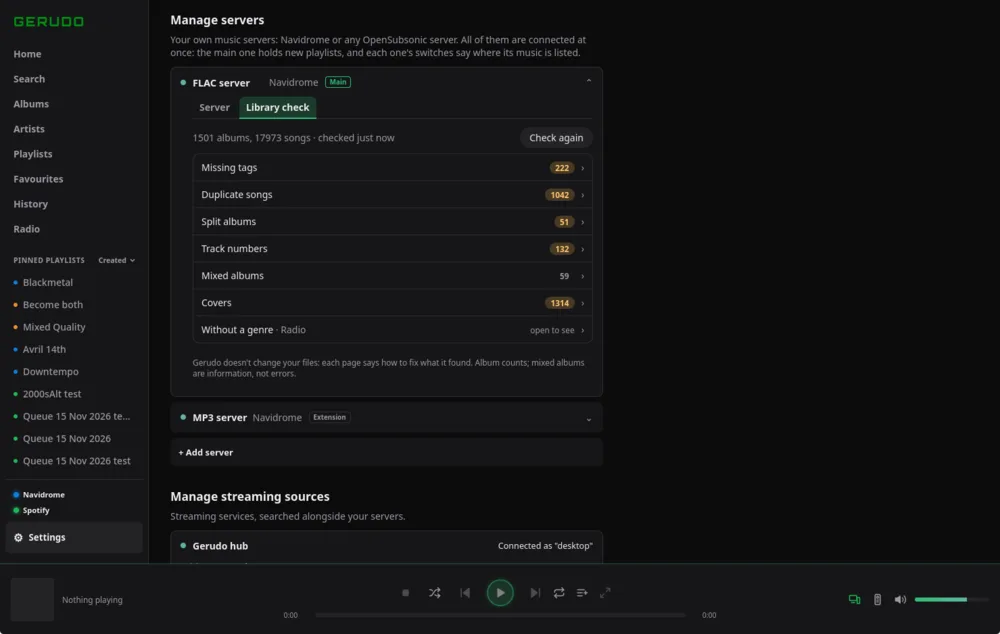 GERUDO
Home
Search
Albums
Artists
Playlists
Favourites
History
Radio
PINNED PLAYLISTS Created
Blackmetal
Become both
Mixed Quality
Avril 14th
Downtempo
2000sAlt test
Queue 15 Nov 2026 te...
Queue 15 Nov 2026
Queue 15 Nov 2026 test
Navidrome
Spotify
Settings
Manage servers
Your own music servers: Navidrome or any OpenSubsonic server. All of them are connected at
once: the main one holds new playlists, and each one's switches say where its music is listed.
FLAC server Navidrome Main
Server Library check
1501 albums, 17973 songs · checked just now Check again
Missing tags 222
Duplicate songs 1042
Split albums 51
Track numbers 132
Mixed albums 59
Covers 1314
Without a genre · Radio open to see
Gerudo doesn't change your files: each page says how to fix what it found. Album counts; mixed albums
are information, not errors.
MP3 server Navidrome Extension
+ Add server
Manage streaming sources
Streaming services, searched alongside your servers.
Gerudo hub Connected as "desktop"
Nothing playing
0:00 0:00